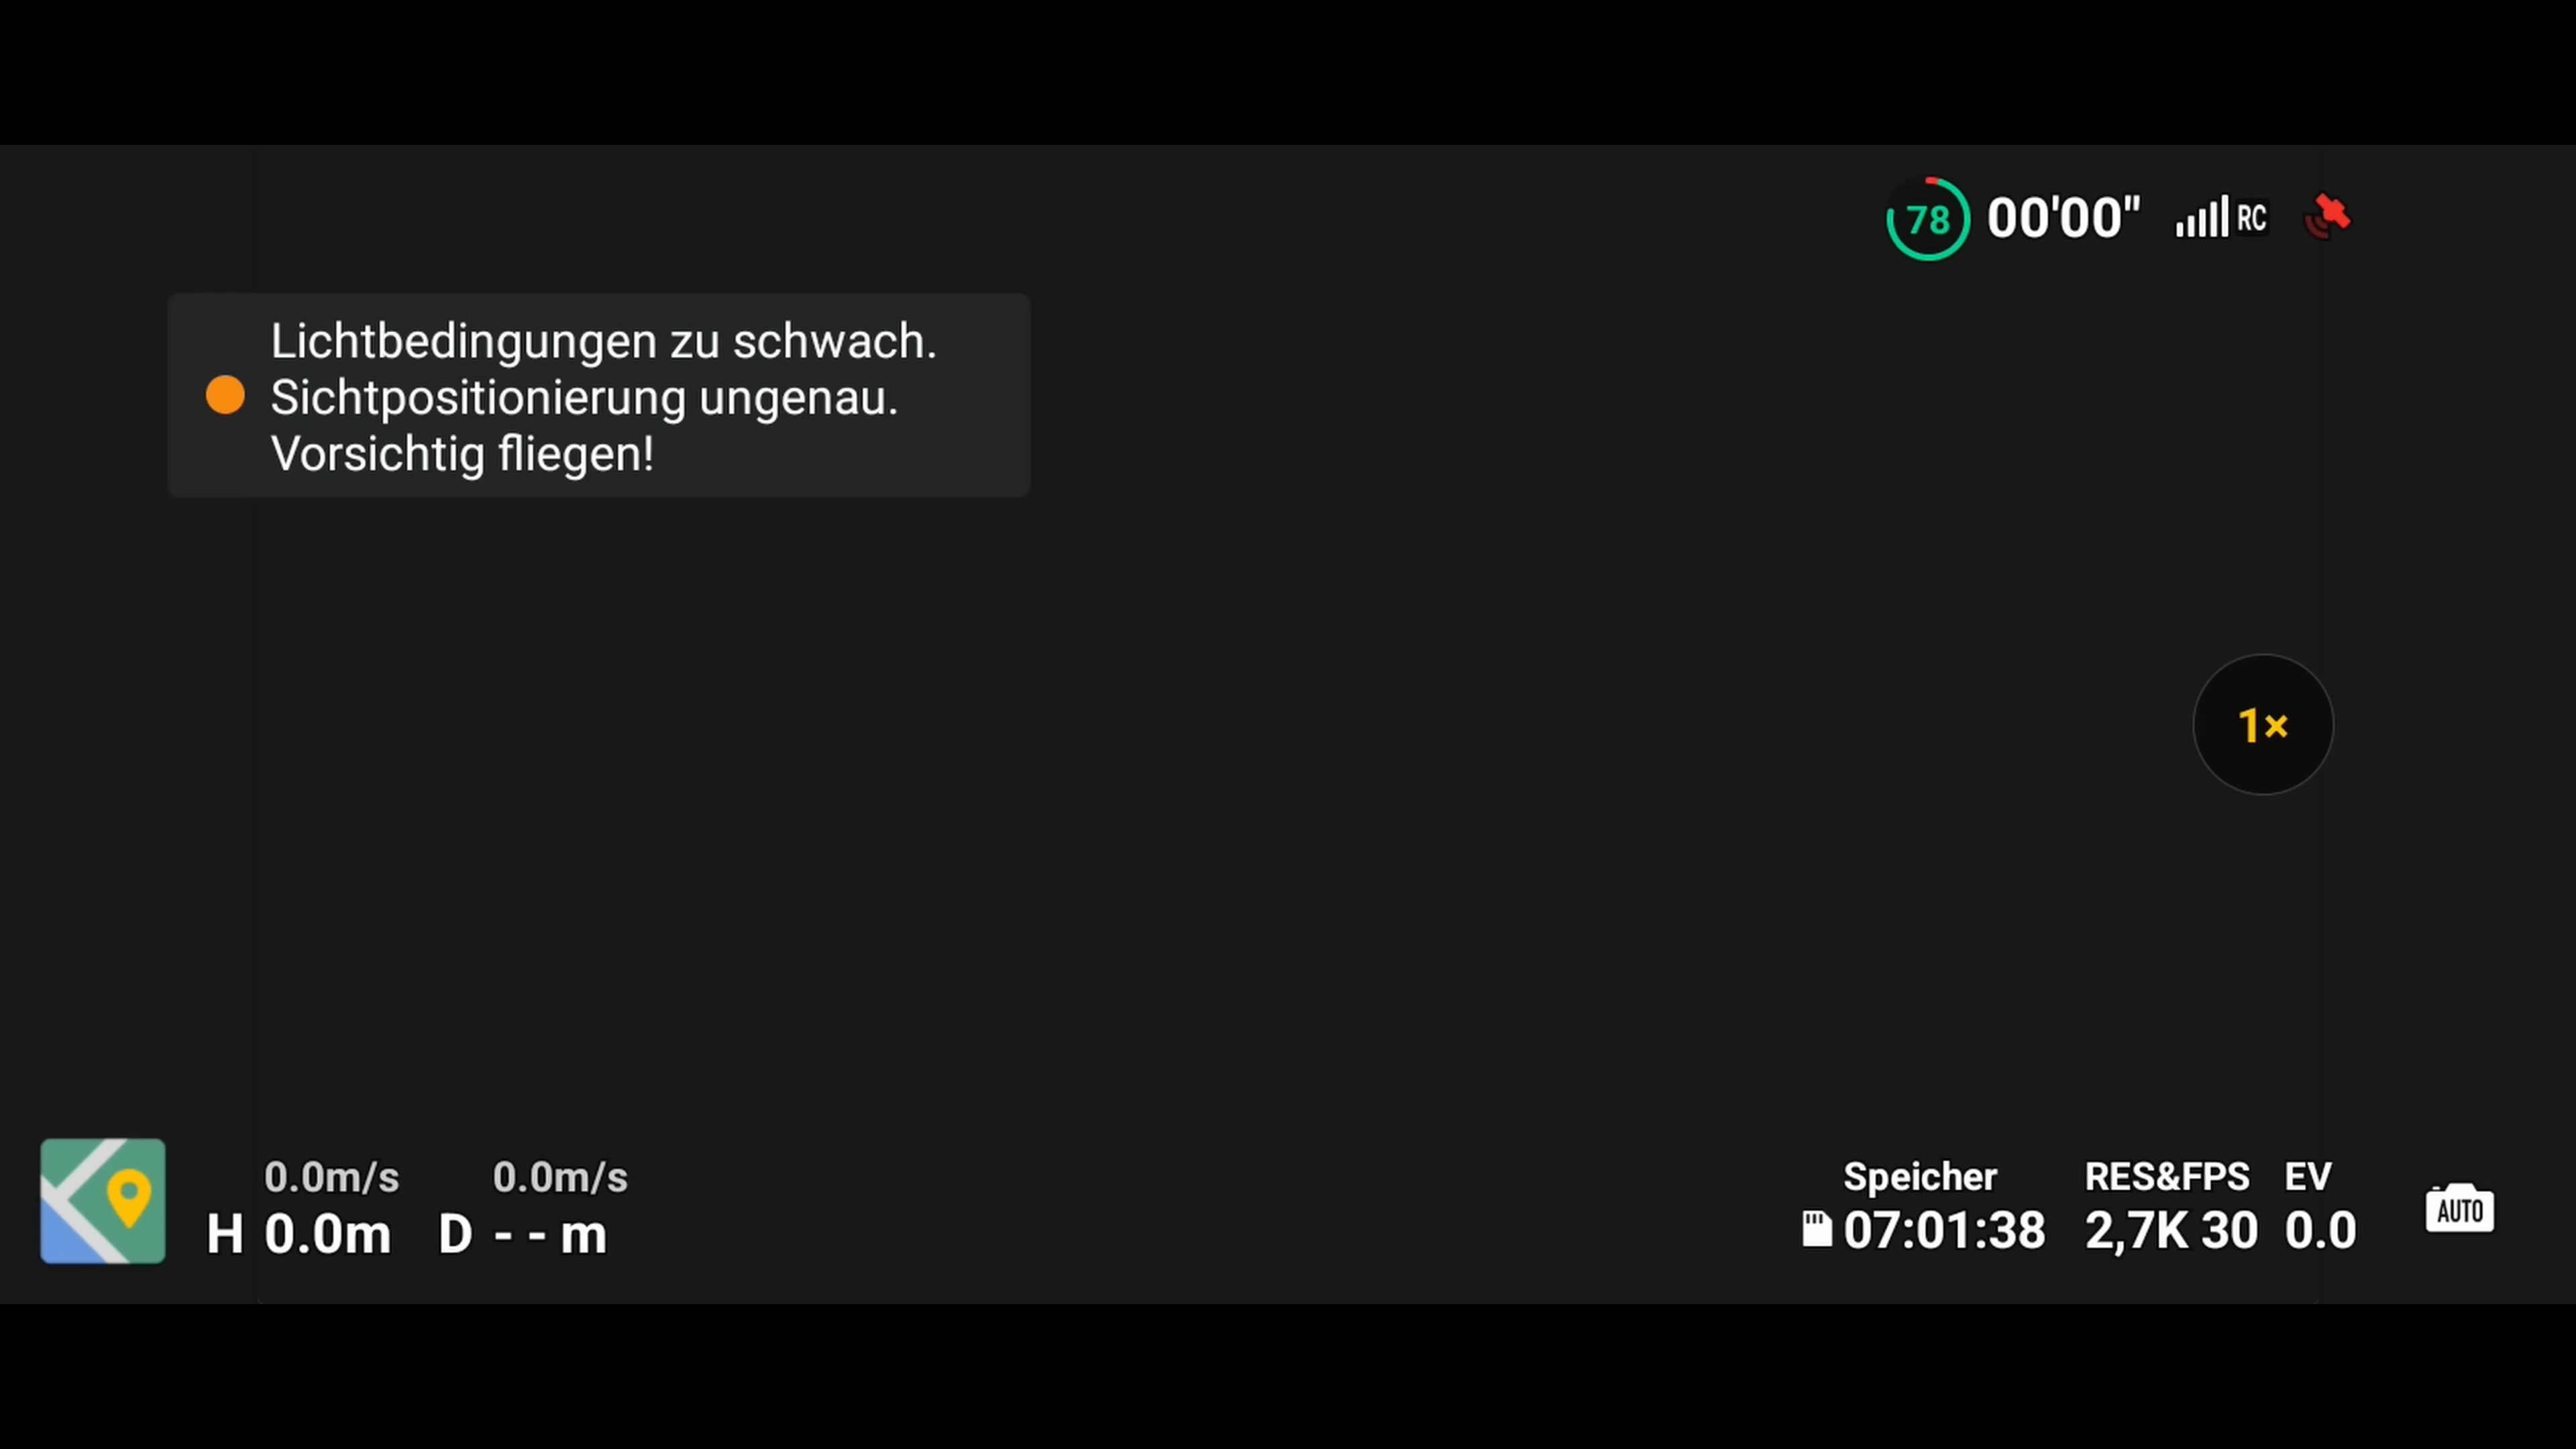 78 00'00" RC
Lichtbedingungen zu schwach.
Sichtpositionierung ungenau.
Vorsichtig fliegen!
1×
0.0m/s 0.0m/s
H 0.0m D - - m
Speicher RES&FPS EV
07:01:38 2,7K 30 0.0
AUTO